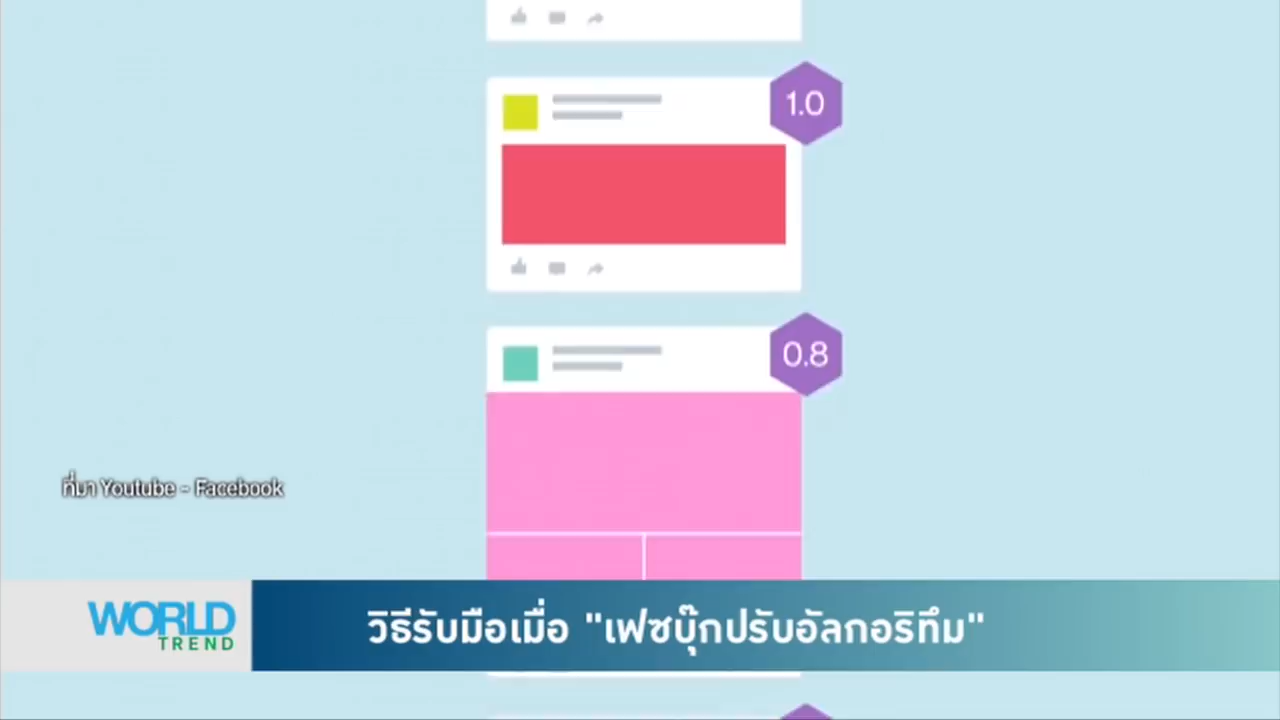 1.0
0.8
ที่มา Youtube - Facebook
WORLD
TREND
วิธีรับมือเมื่อ "เฟซบุ๊กปรับอัลกอริทึม"